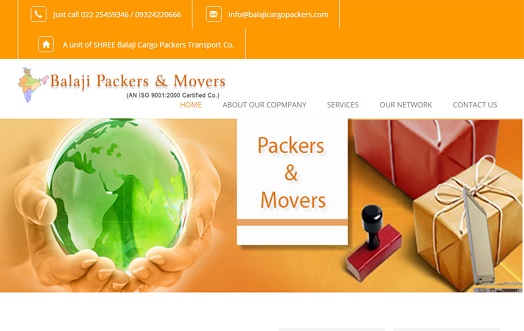 Just call 022 25459346 / 09324220666
info@balajicargopackers.com
A unit of SHREE Balaji Cargo Packers Transport Co.
Balaji Packers & Movers
(AN ISO 9001:2000 Certified Co.)
HOME ABOUT OUR COPMPANY SERVICES OUR NETWORK CONTACT US
Packers
&
Movers